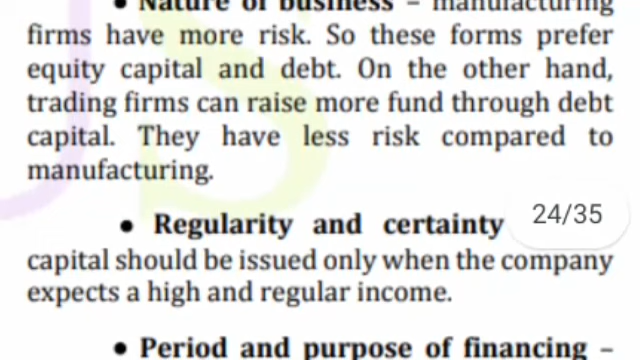 • Nature of business – manufacturing
firms have more risk. So these forms prefer
equity capital and debt. On the other hand,
trading firms can raise more fund through debt
capital. They have less risk compared to
manufacturing.
• Regularity and certainty
24/35
capital should be issued only when the company
expects a high and regular income.
• Period and purpose of financing –